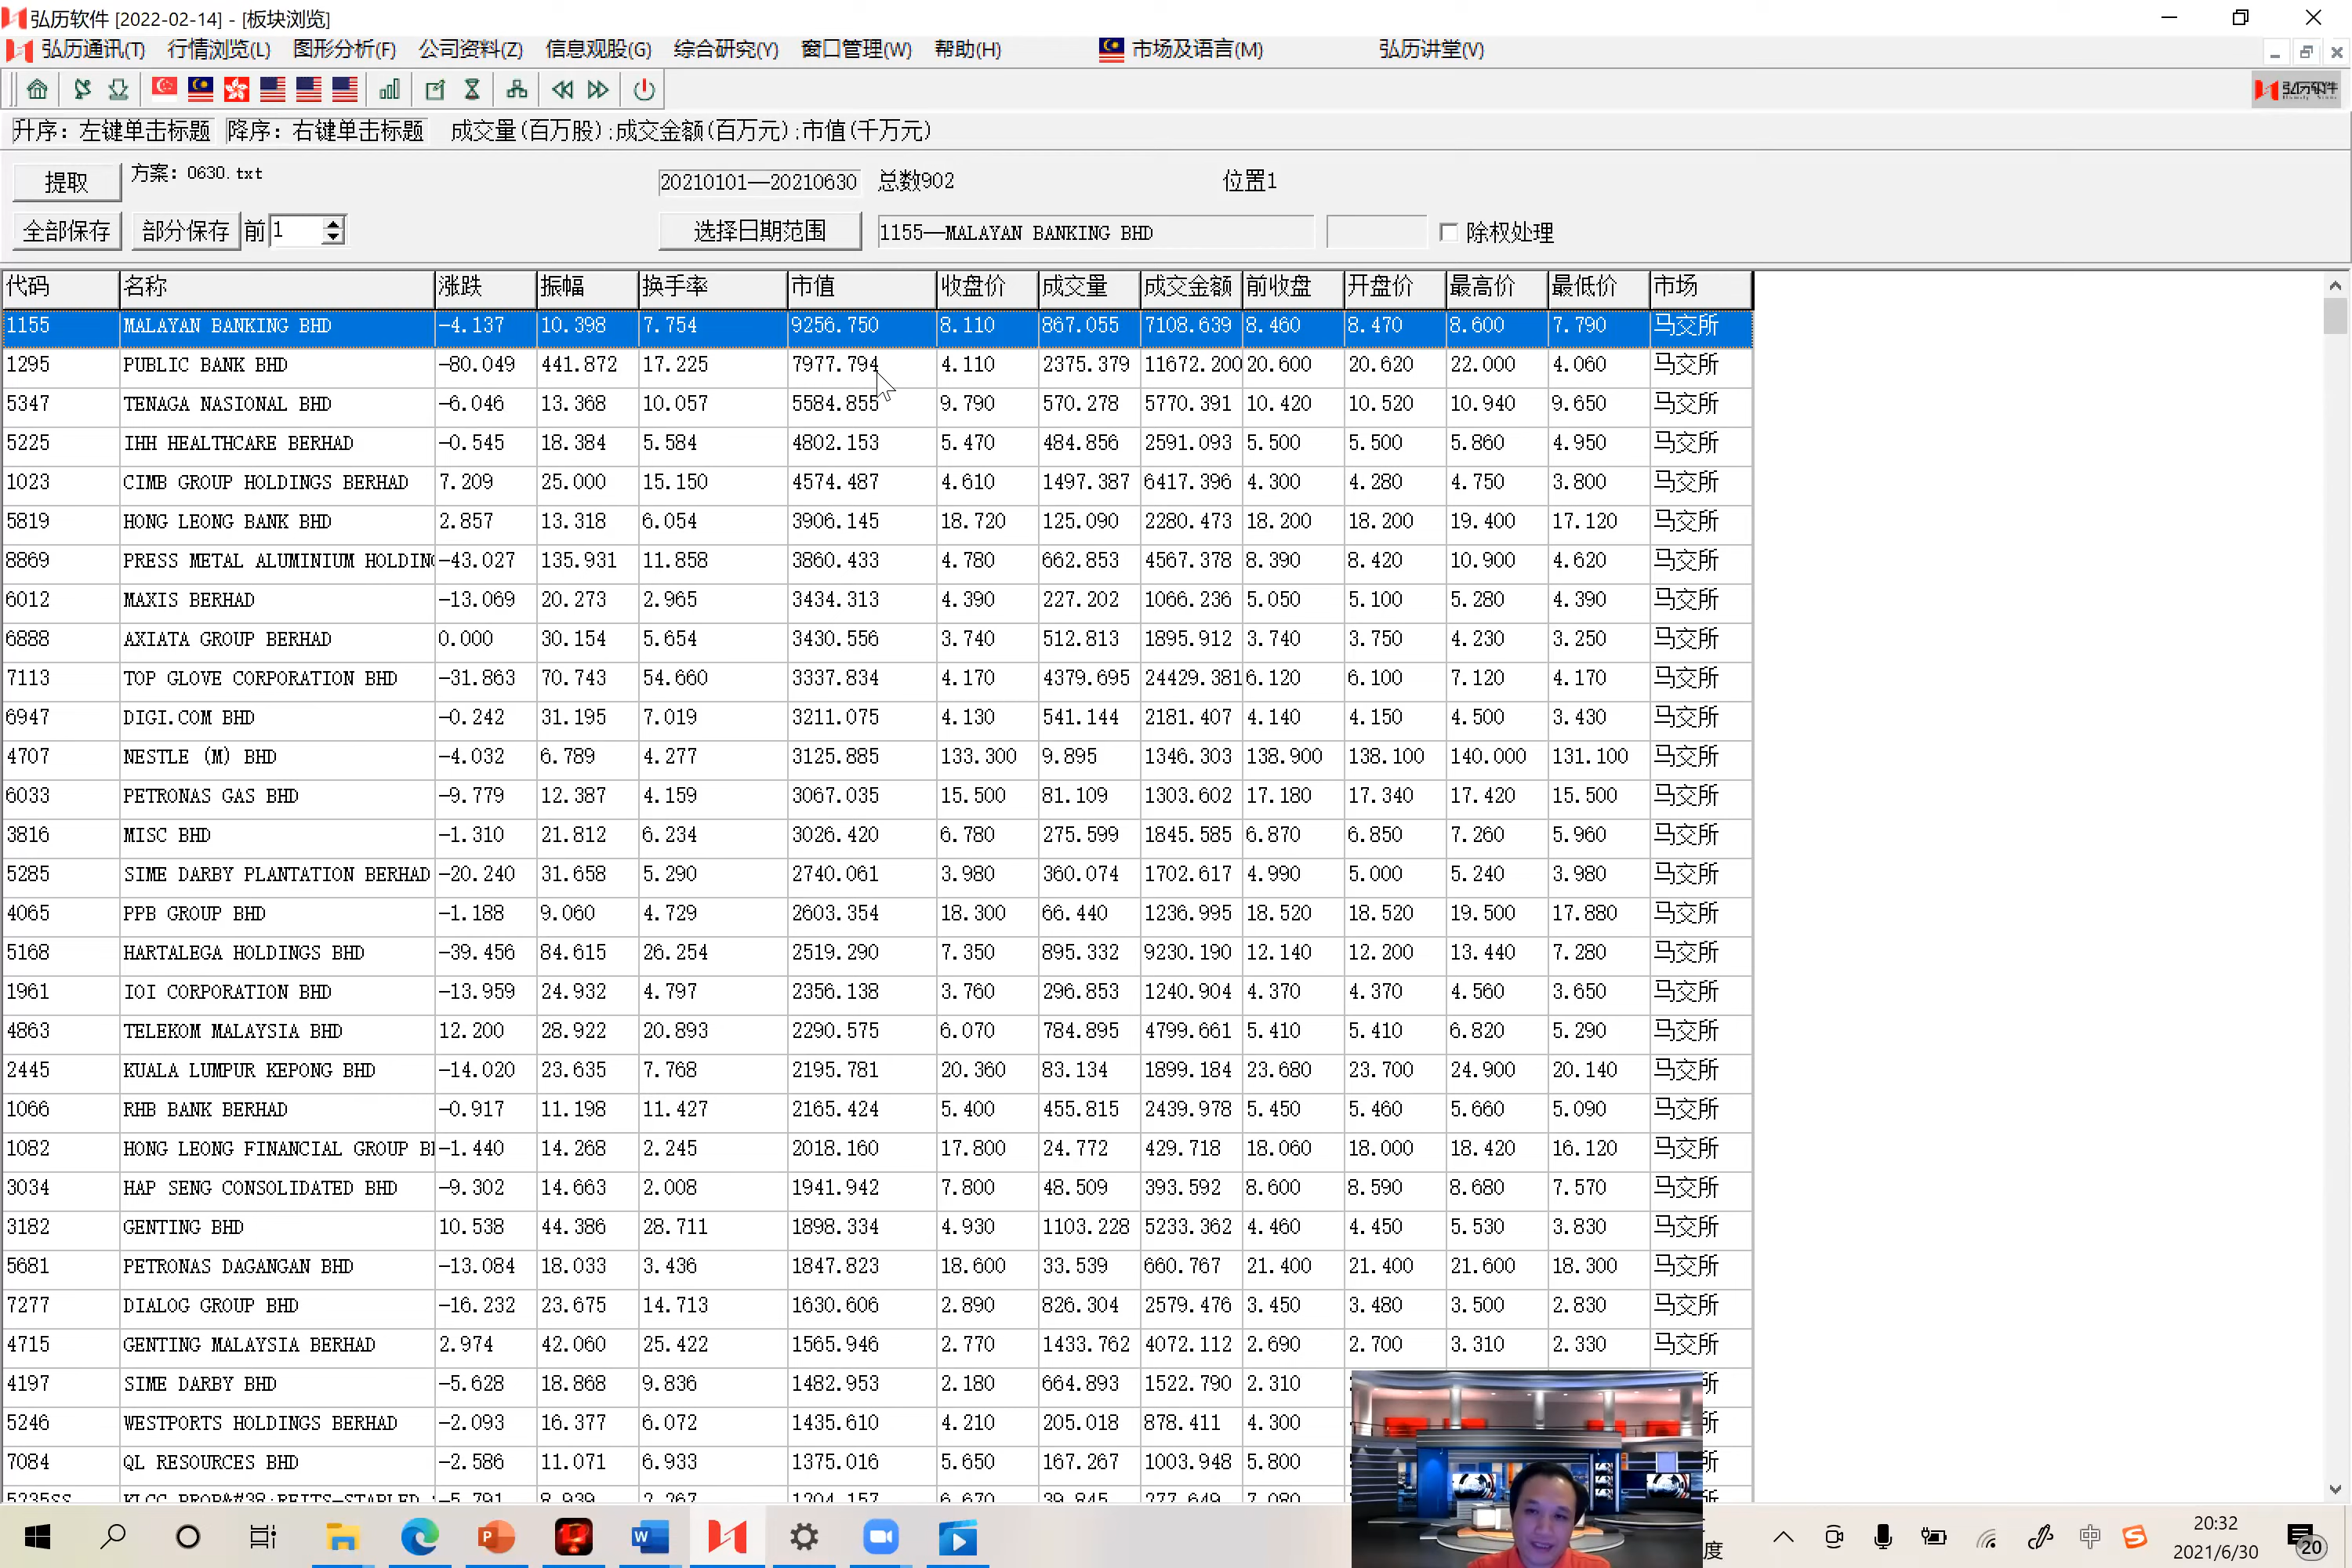 弘历软件 [2022-02-14] - [板块浏览]
弘历通讯(T) 行情浏览(L) 图形分析(F) 公司资料(Z) 信息观股(G) 综合研究(Y) 窗口管理(W) 帮助(H) 市场及语言(M) 弘历讲堂(V)
弘历软件
升序: 左键单击标题 降序: 右键单击标题 成交量(百万股);成交金额(百万元);市值(千万元)
提取 方案: 0630.txt 20210101—20210630 总数902 位置1
全部保存 部分保存 前 1 选择日期范围 1155—MALAYAN BANKING BHD 除权处理
代码 名称 涨跌 振幅 换手率 市值 收盘价 成交量 成交金额 前收盘 开盘价 最高价 最低价 市场
1155 MALAYAN BANKING BHD -4.137 10.398 7.754 9256.750 8.110 867.055 7108.639 8.460 8.470 8.600 7.790 马交所
1295 PUBLIC BANK BHD -80.049 441.872 17.225 7977.794 4.110 2375.379 11672.200 20.600 20.620 22.000 4.060 马交所
5347 TENAGA NASIONAL BHD -6.046 13.368 10.057 5584.855 9.790 570.278 5770.391 10.420 10.520 10.940 9.650 马交所
5225 IHH HEALTHCARE BERHAD -0.545 18.384 5.584 4802.153 5.470 484.856 2591.093 5.500 5.500 5.860 4.950 马交所
1023 CIMB GROUP HOLDINGS BERHAD 7.209 25.000 15.150 4574.487 4.610 1497.387 6417.396 4.300 4.280 4.750 3.800 马交所
5819 HONG LEONG BANK BHD 2.857 13.318 6.054 3906.145 18.720 125.090 2280.473 18.200 18.200 19.400 17.120 马交所
8869 PRESS METAL ALUMINIUM HOLDING -43.027 135.931 11.858 3860.433 4.780 662.853 4567.378 8.390 8.420 10.900 4.620 马交所
6012 MAXIS BERHAD -13.069 20.273 2.965 3434.313 4.390 227.202 1066.236 5.050 5.100 5.280 4.390 马交所
6888 AXIATA GROUP BERHAD 0.000 30.154 5.654 3430.556 3.740 512.813 1895.912 3.740 3.750 4.230 3.250 马交所
7113 TOP GLOVE CORPORATION BHD -31.863 70.743 54.660 3337.834 4.170 4379.695 24429.381 6.120 6.100 7.120 4.170 马交所
6947 DIGI.COM BHD -0.242 31.195 7.019 3211.075 4.130 541.144 2181.407 4.140 4.150 4.500 3.430 马交所
4707 NESTLE (M) BHD -4.032 6.789 4.277 3125.885 133.300 9.895 1346.303 138.900 138.100 140.000 131.100 马交所
6033 PETRONAS GAS BHD -9.779 12.387 4.159 3067.035 15.500 81.109 1303.602 17.180 17.340 17.420 15.500 马交所
3816 MISC BHD -1.310 21.812 6.234 3026.420 6.780 275.599 1845.585 6.870 6.850 7.260 5.960 马交所
5285 SIME DARBY PLANTATION BERHAD -20.240 31.658 5.290 2740.061 3.980 360.074 1702.617 4.990 5.000 5.240 3.980 马交所
4065 PPB GROUP BHD -1.188 9.060 4.729 2603.354 18.300 66.440 1236.995 18.520 18.520 19.500 17.880 马交所
5168 HARTALEGA HOLDINGS BHD -39.456 84.615 26.254 2519.290 7.350 895.332 9230.190 12.140 12.200 13.440 7.280 马交所
1961 IOI CORPORATION BHD -13.959 24.932 4.797 2356.138 3.760 296.853 1240.904 4.370 4.370 4.560 3.650 马交所
4863 TELEKOM MALAYSIA BHD 12.200 28.922 20.893 2290.575 6.070 784.895 4799.661 5.410 5.410 6.820 5.290 马交所
2445 KUALA LUMPUR KEPONG BHD -14.020 23.635 7.768 2195.781 20.360 83.134 1899.184 23.680 23.700 24.900 20.140 马交所
1066 RHB BANK BERHAD -0.917 11.198 11.427 2165.424 5.400 455.815 2439.978 5.450 5.460 5.660 5.090 马交所
1082 HONG LEONG FINANCIAL GROUP B -1.440 14.268 2.245 2018.160 17.800 24.772 429.718 18.060 18.000 18.420 16.120 马交所
3034 HAP SENG CONSOLIDATED BHD -9.302 14.663 2.008 1941.942 7.800 48.509 393.592 8.600 8.590 8.680 7.570 马交所
3182 GENTING BHD 10.538 44.386 28.711 1898.334 4.930 1103.228 5233.362 4.460 4.450 5.530 3.830 马交所
5681 PETRONAS DAGANGAN BHD -13.084 18.033 3.436 1847.823 18.600 33.539 660.767 21.400 21.400 21.600 18.300 马交所
7277 DIALOG GROUP BHD -16.232 23.675 14.713 1630.606 2.890 826.304 2579.476 3.450 3.480 3.500 2.830 马交所
4715 GENTING MALAYSIA BERHAD 2.974 42.060 25.422 1565.946 2.770 1433.762 4072.112 2.690 2.700 3.310 2.330 马交所
4197 SIME DARBY BHD -5.628 18.868 9.836 1482.953 2.180 664.893 1522.790 2.310 所
5246 WESTPORTS HOLDINGS BERHAD -2.093 16.377 6.072 1435.610 4.210 205.018 878.411 4.300 所
7084 QL RESOURCES BHD -2.586 11.071 6.933 1375.016 5.650 167.267 1003.948 5.800 所
5235SS KLCC PROP&#38;REITS-STAPLED -5.791 8.939 2.267 1204.157 6.670 39.845 277.649 7.080 所
度 中 20:32
2021/6/30 20